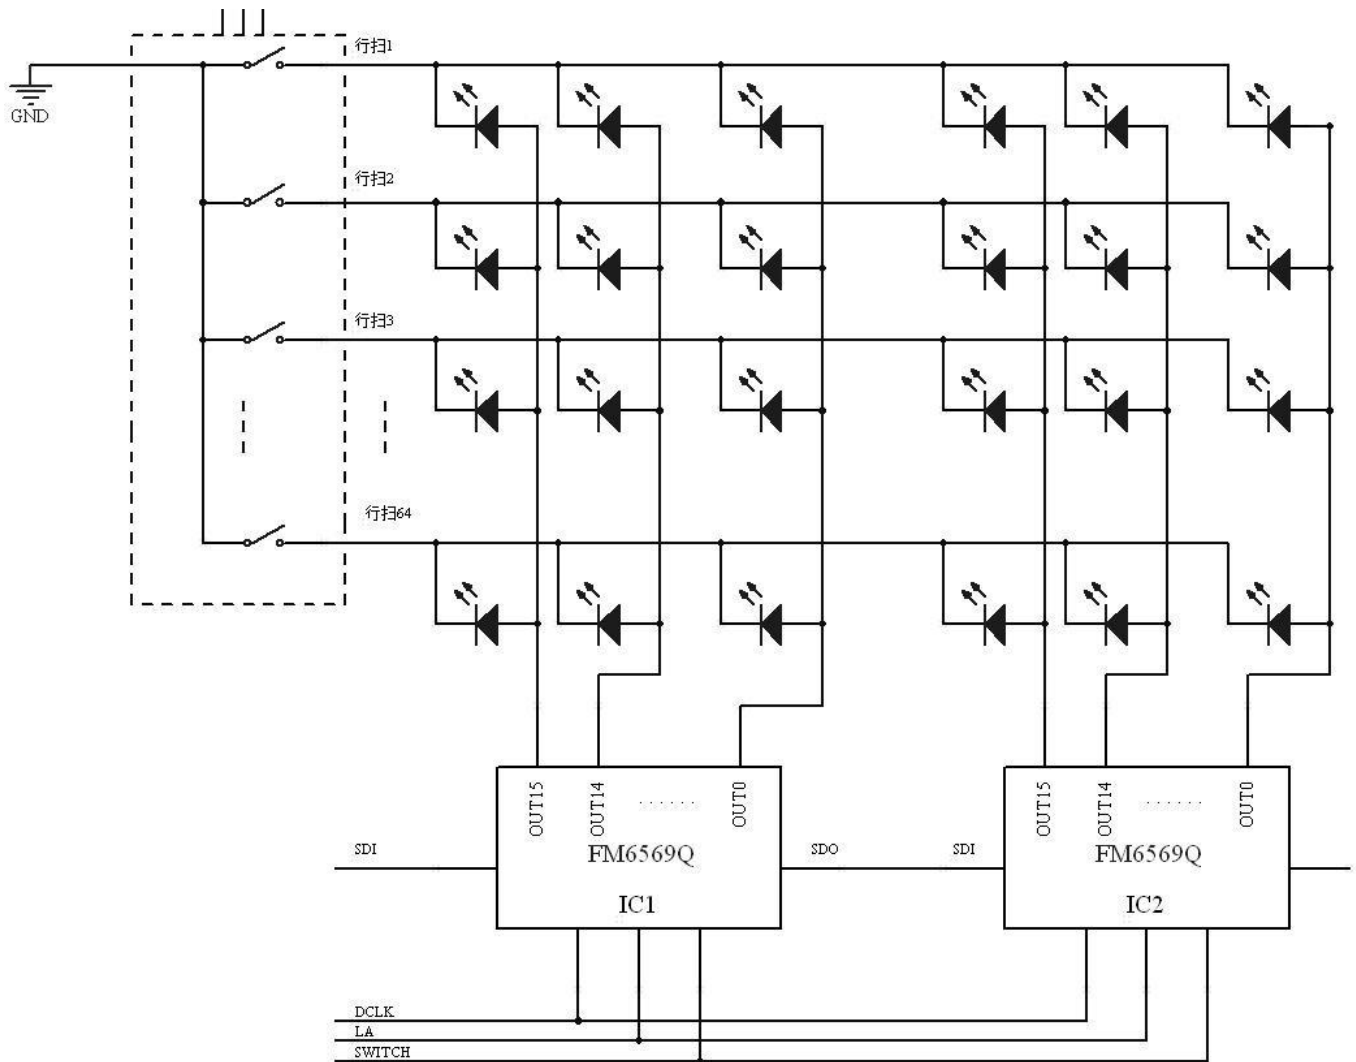 行扫1
GND
行扫2
行扫3
行扫64
OUT15 OUT14 ...... OUT0 OUT15 OUT14 ...... OUT0
SDI FM6569Q SDO SDI FM6569Q
IC1 IC2
DCLK
LA
SWITCH